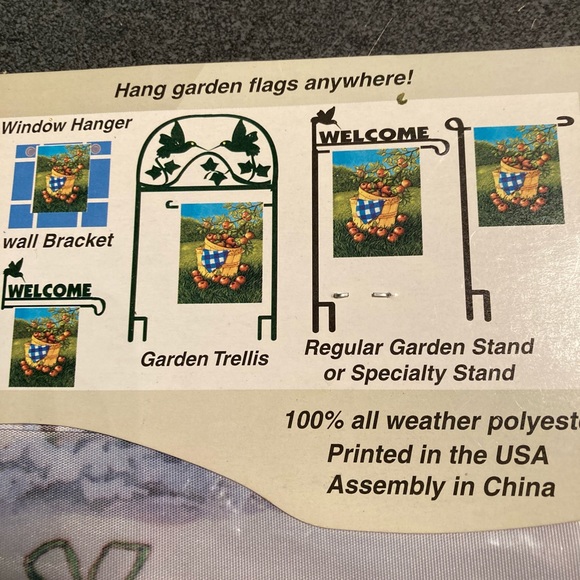 Hang garden flags anywhere!
Window Hanger
wall Bracket
WELCOME
Garden Trellis
WELCOME
Regular Garden Stand
or Specialty Stand
100% all weather polyest
Printed in the USA
Assembly in China